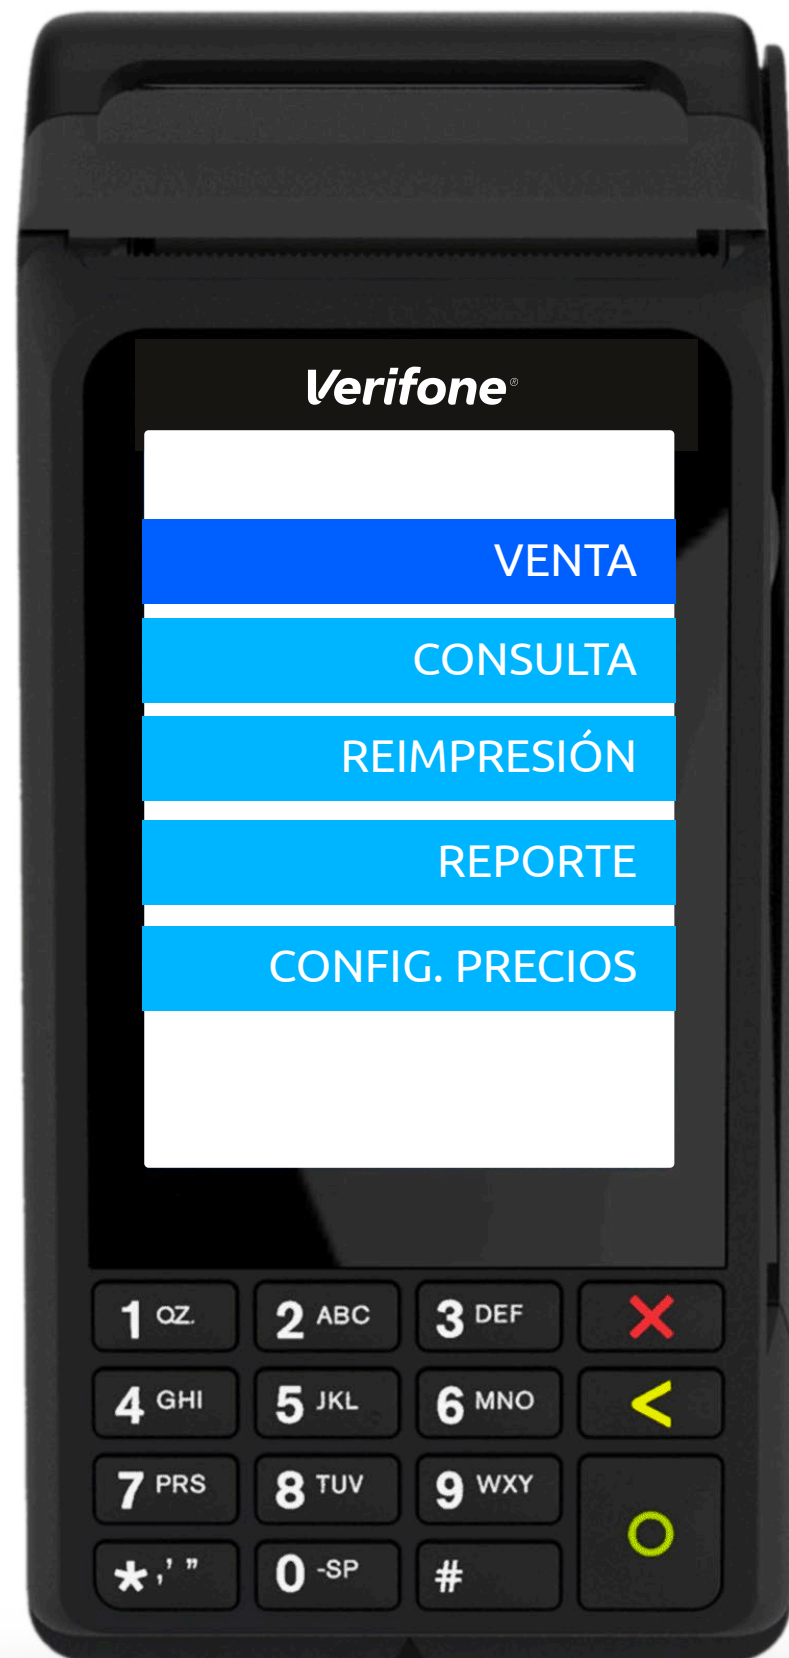 Verifone®
VENTA
CONSULTA
REIMPRESIÓN
REPORTE
CONFIG. PRECIOS
1 QZ. 2 ABC 3 DEF X
4 GHI 5 JKL 6 MNO <
7 PRS 8 TUV 9 WXY O
* ,' " 0 -SP #